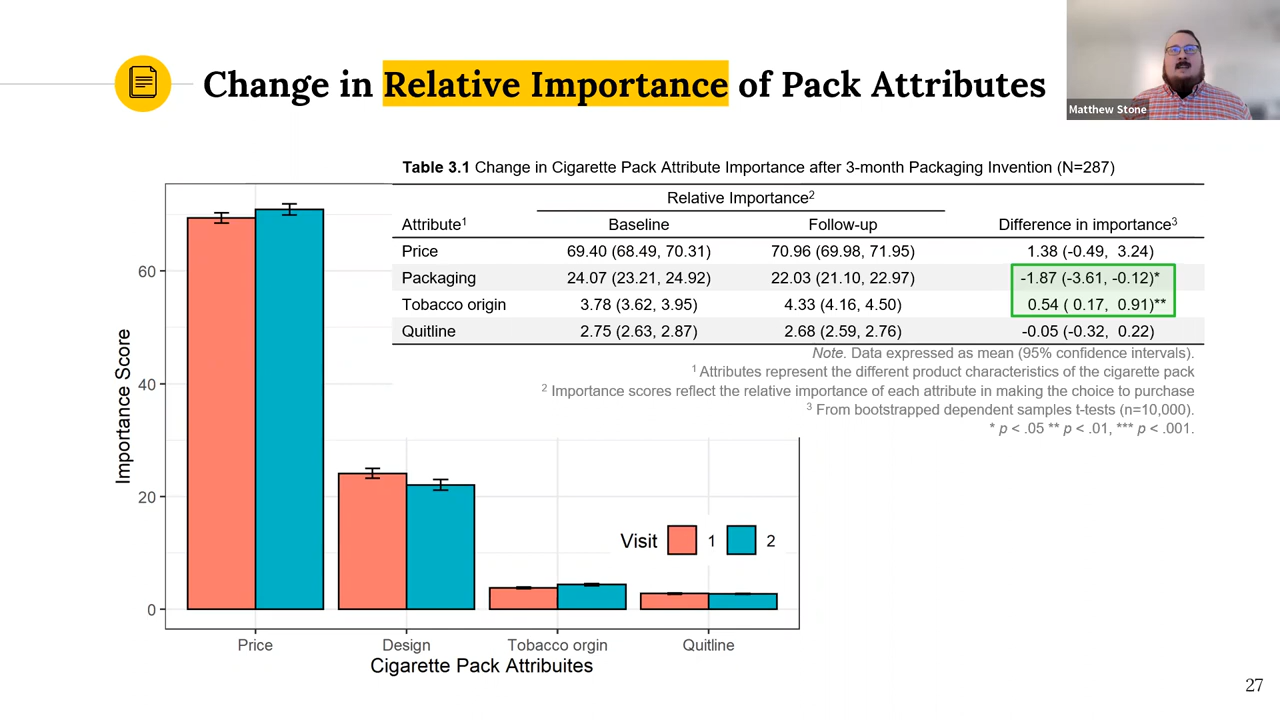 Change in Relative Importance of Pack Attributes
Matthew Stone
Table 3.1 Change in Cigarette Pack Attribute Importance after 3-month Packaging Invention (N=287)
Relative Importance²
Attribute¹ Baseline Follow-up Difference in importance³
Price 69.40 (68.49, 70.31) 70.96 (69.98, 71.95) 1.38 (-0.49, 3.24)
Packaging 24.07 (23.21, 24.92) 22.03 (21.10, 22.97) -1.87 (-3.61, -0.12)*
Tobacco origin 3.78 (3.62, 3.95) 4.33 (4.16, 4.50) 0.54 ( 0.17, 0.91)**
Quitline 2.75 (2.63, 2.87) 2.68 (2.59, 2.76) -0.05 (-0.32, 0.22)
Note. Data expressed as mean (95% confidence intervals).
¹ Attributes represent the different product characteristics of the cigarette pack
² Importance scores reflect the relative importance of each attribute in making the choice to purchase
³ From bootstrapped dependent samples t-tests (n=10,000).
* p < .05 ** p < .01, *** p < .001.
Importance Score
60
40
20
0
Visit 1 2
Price Design Tobacco orgin Quitline
Cigarette Pack Attribuites
27